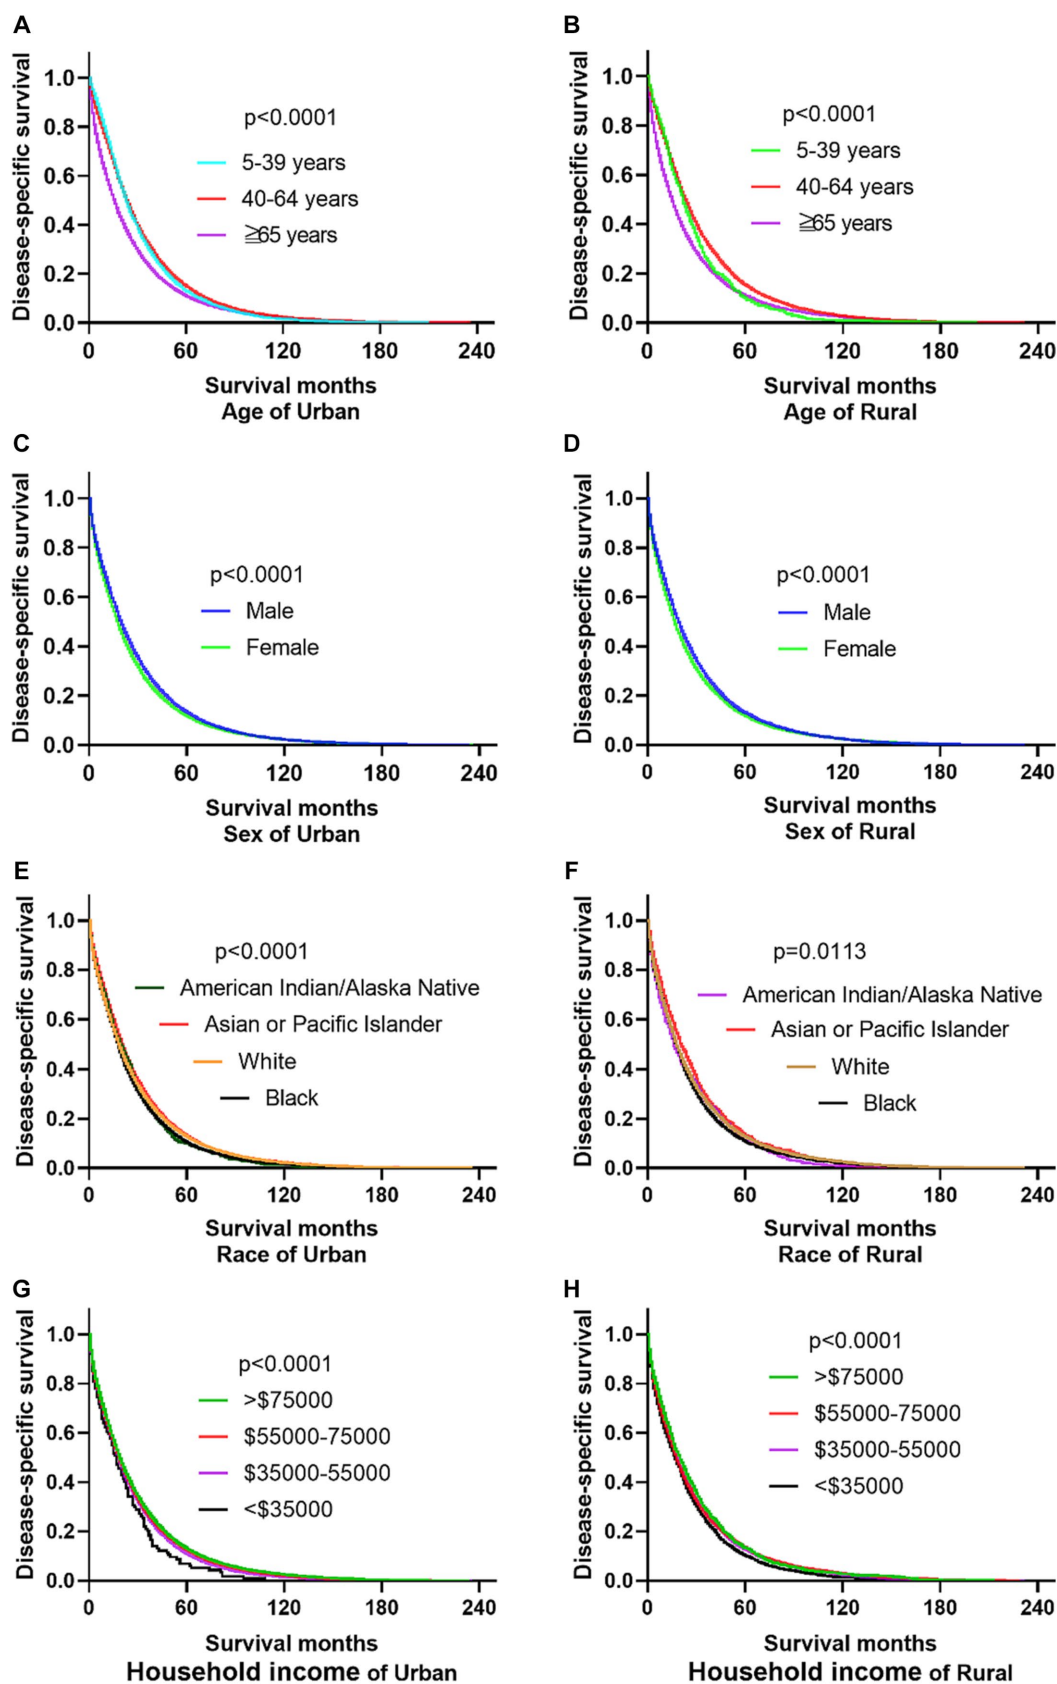 A
Disease-specific survival
1.0
0.8
0.6
0.4
0.2
0.0
p<0.0001
5-39 years
40-64 years
≧65 years
0 60 120 180 240
Survival months
Age of Urban
B
Disease-specific survival
1.0
0.8
0.6
0.4
0.2
0.0
p<0.0001
5-39 years
40-64 years
≧65 years
0 60 120 180 240
Survival months
Age of Rural
C
Disease-specific survival
1.0
0.8
0.6
0.4
0.2
0.0
p<0.0001
Male
Female
0 60 120 180 240
Survival months
Sex of Urban
D
Disease-specific survival
1.0
0.8
0.6
0.4
0.2
0.0
p<0.0001
Male
Female
0 60 120 180 240
Survival months
Sex of Rural
E
Disease-specific survival
1.0
0.8
0.6
0.4
0.2
0.0
p<0.0001
American Indian/Alaska Native
Asian or Pacific Islander
White
Black
0 60 120 180 240
Survival months
Race of Urban
F
Disease-specific survival
1.0
0.8
0.6
0.4
0.2
0.0
p=0.0113
American Indian/Alaska Native
Asian or Pacific Islander
White
Black
0 60 120 180 240
Survival months
Race of Rural
G
Disease-specific survival
1.0
0.8
0.6
0.4
0.2
0.0
p<0.0001
>$75000
$55000-75000
$35000-55000
<$35000
0 60 120 180 240
Survival months
Household income of Urban
H
Disease-specific survival
1.0
0.8
0.6
0.4
0.2
0.0
p<0.0001
>$75000
$55000-75000
$35000-55000
<$35000
0 60 120 180 240
Survival months
Household income of Rural